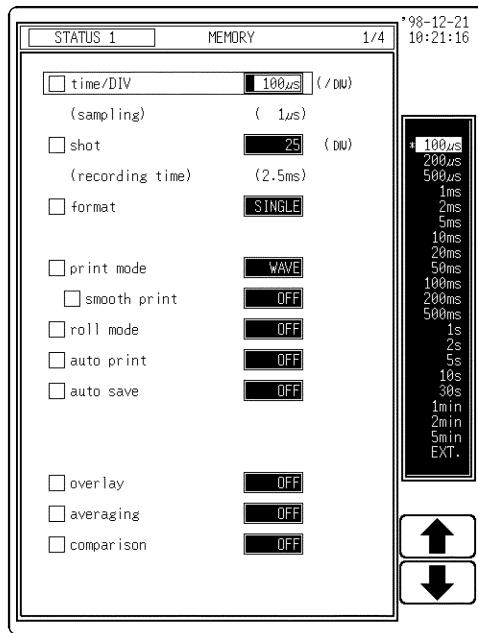 '98-12-21
10:21:16
STATUS 1 MEMORY 1/4
time/DIV 100µs (/DIV)
(sampling) ( 1µs)
shot 25 (DIV)
(recording time) (2.5ms)
format SINGLE
print mode WAVE
smooth print OFF
roll mode OFF
auto print OFF
auto save OFF
overlay OFF
averaging OFF
comparison OFF
* 100µs
200µs
500µs
1ms
2ms
5ms
10ms
20ms
50ms
100ms
200ms
500ms
1s
2s
5s
10s
30s
1min
2min
5min
EXT.